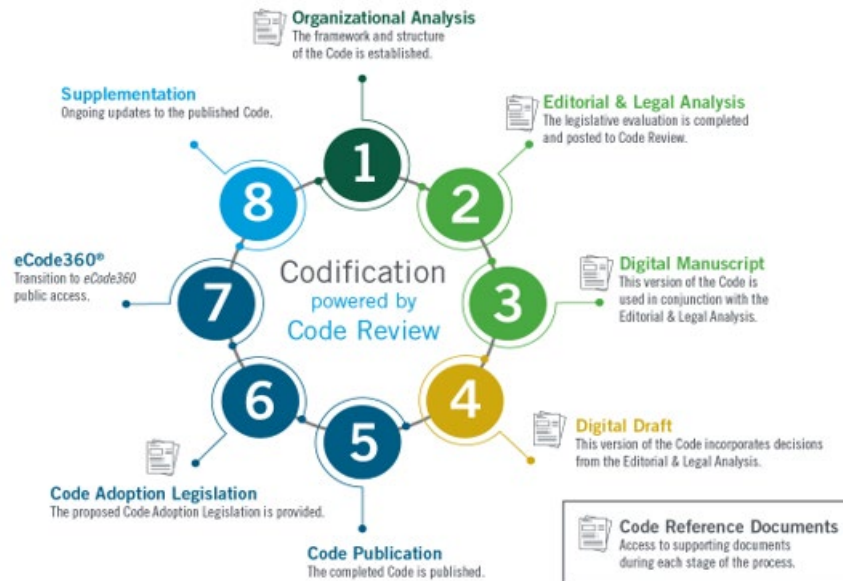 Organizational Analysis
The framework and structure
of the Code is established.
1
Editorial & Legal Analysis
The legislative evaluation is completed
and posted to Code Review.
2
Digital Manuscript
This version of the Code is
used in conjunction with the
Editorial & Legal Analysis.
3
Digital Draft
This version of the Code incorporates decisions
from the Editorial & Legal Analysis.
4
Code Publication
The completed Code is published.
5
Code Adoption Legislation
The proposed Code Adoption Legislation is provided.
6
eCode360®
Transition to eCode360
public access.
7
Supplementation
Ongoing updates to the published Code.
8
Codification
powered by
Code Review
Code Reference Documents
Access to supporting documents
during each stage of the process.